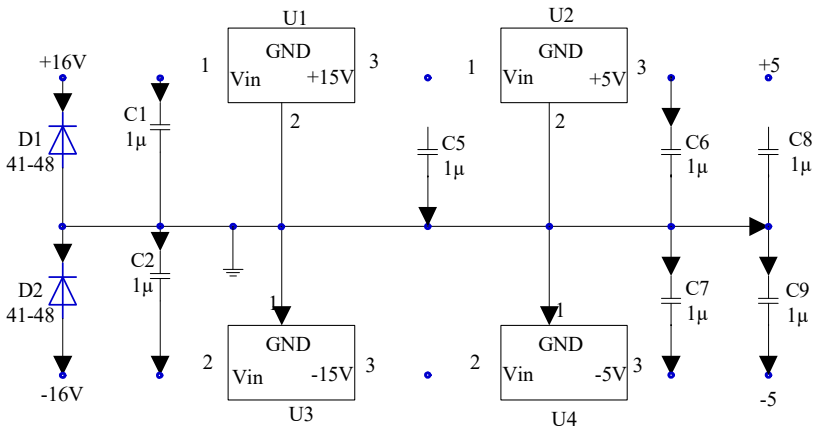 U1
U2
+16V
1
GND
3
1
GND
3
+5
Vin
+15V
Vin
+5V
C1
1µ
2
2
D1
41-48
C5
1µ
C6
1µ
C8
1µ
D2
41-48
C2
1µ
C7
1µ
C9
1µ
1
1
2
GND
3
2
GND
3
Vin
-15V
Vin
-5V
-16V
U3
U4
-5